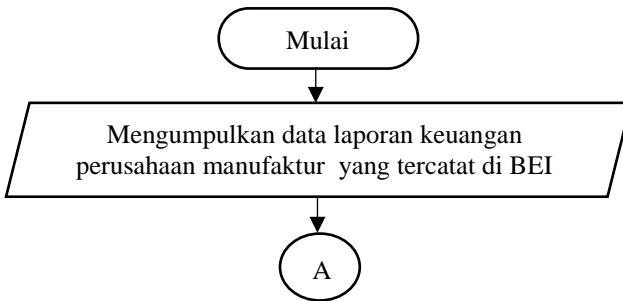 Mulai
Mengumpulkan data laporan keuangan
perusahaan manufaktur  yang tercatat di BEI
A